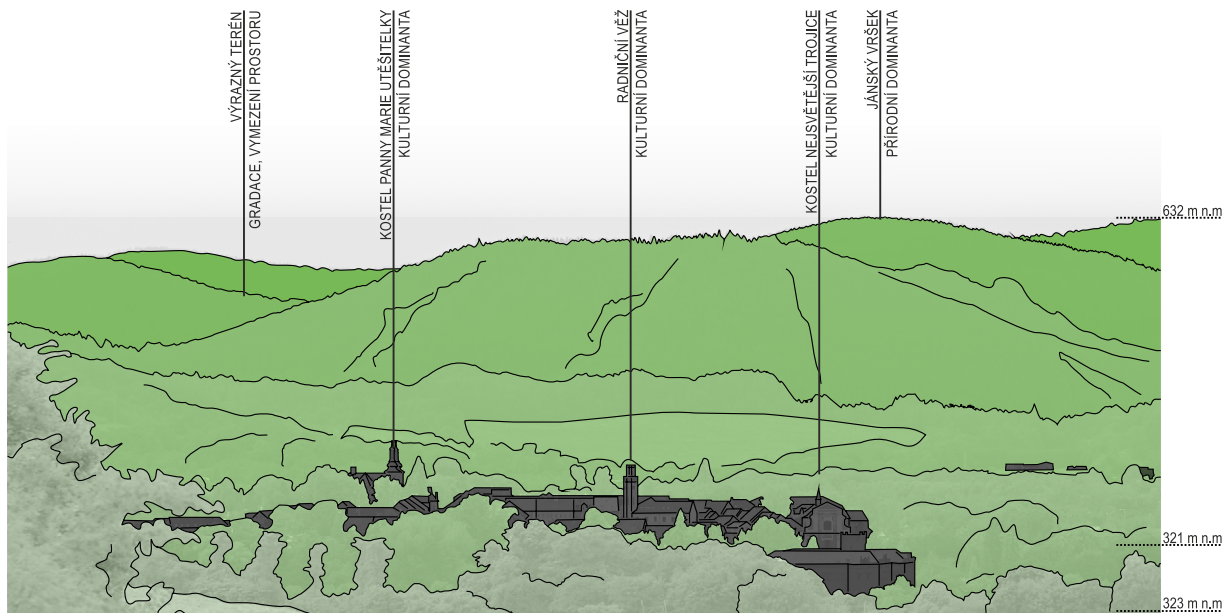 VÝRAZNÝ TERÉN
GRADACE, VYMEZENÍ PROSTORU
KOSTEL PANNY MARIE UTĚŠITELKY
KULTURNÍ DOMINANTA
RADNIČNÍ VĚŽ
KULTURNÍ DOMINANTA
KOSTEL NEJSVĚTĚJŠÍ TROJICE
KULTURNÍ DOMINANTA
JÁNSKÝ VRŠEK
PŘÍRODNÍ DOMINANTA
632 m n.m
321 m n.m
323 m n.m